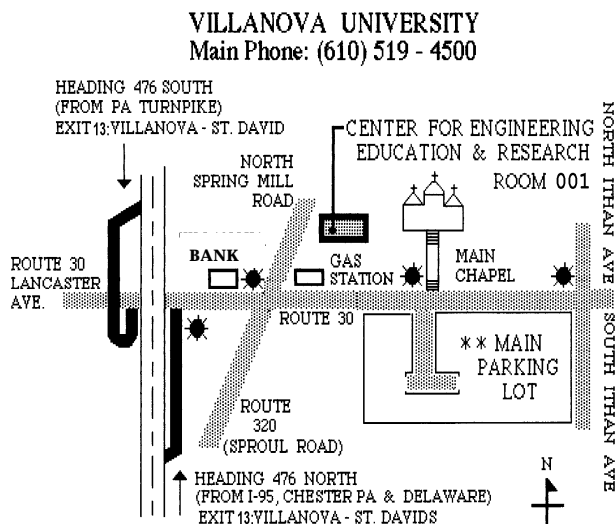 VILLANOVA UNIVERSITY
Main Phone: (610) 519 - 4500
HEADING 476 SOUTH
(FROM PA TURNPIKE)
EXIT 13:VILLANOVA - ST. DAVID
NORTH
SPRING MILL
ROAD
CENTER FOR ENGINEERING
EDUCATION & RESEARCH
ROOM 001
NORTH ITHAN AVE
BANK
GAS
STATION
MAIN
CHAPEL
ROUTE 30
LANCASTER
AVE.
ROUTE 30
SOUTH ITHAN AVE
** MAIN
PARKING
LOT
ROUTE
320
(SPROUL ROAD)
HEADING 476 NORTH
(FROM I-95, CHESTER PA & DELAWARE)
EXIT 13:VILLANOVA - ST. DAVIDS
N